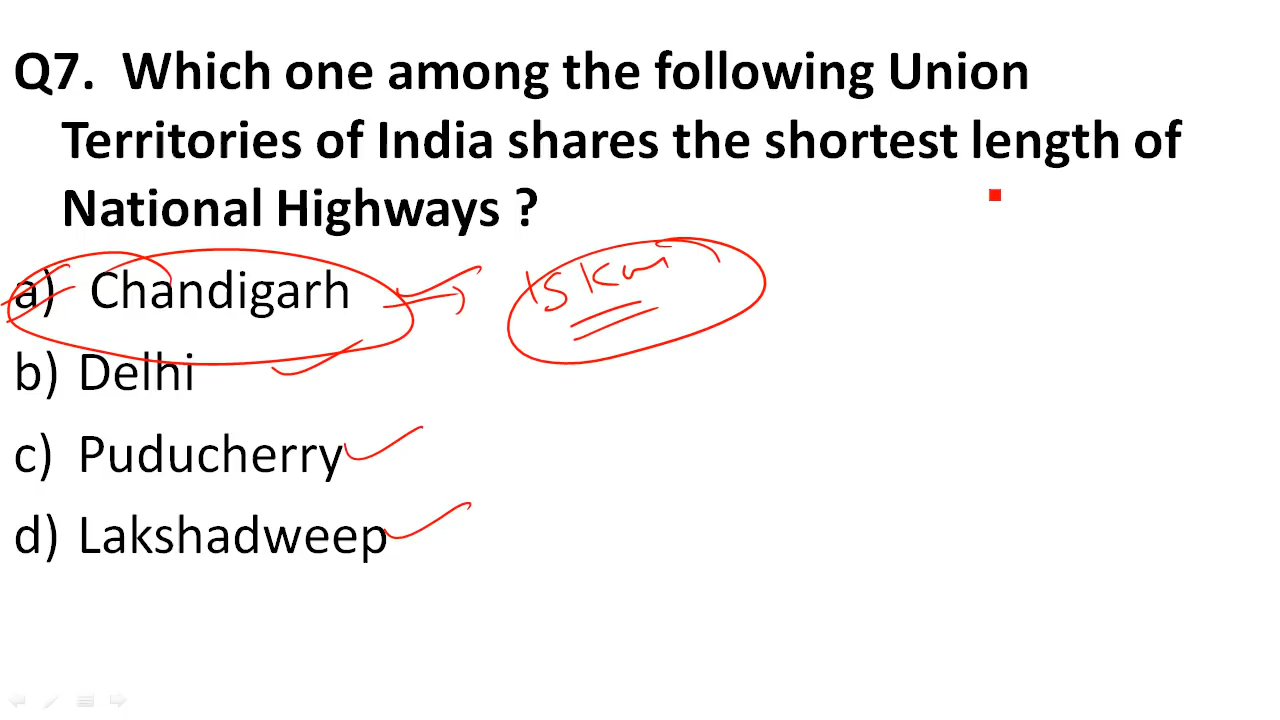 Q7. Which one among the following Union
Territories of India shares the shortest length of
National Highways ?
a) Chandigarh 15 Km
b) Delhi
c) Puducherry
d) Lakshadweep